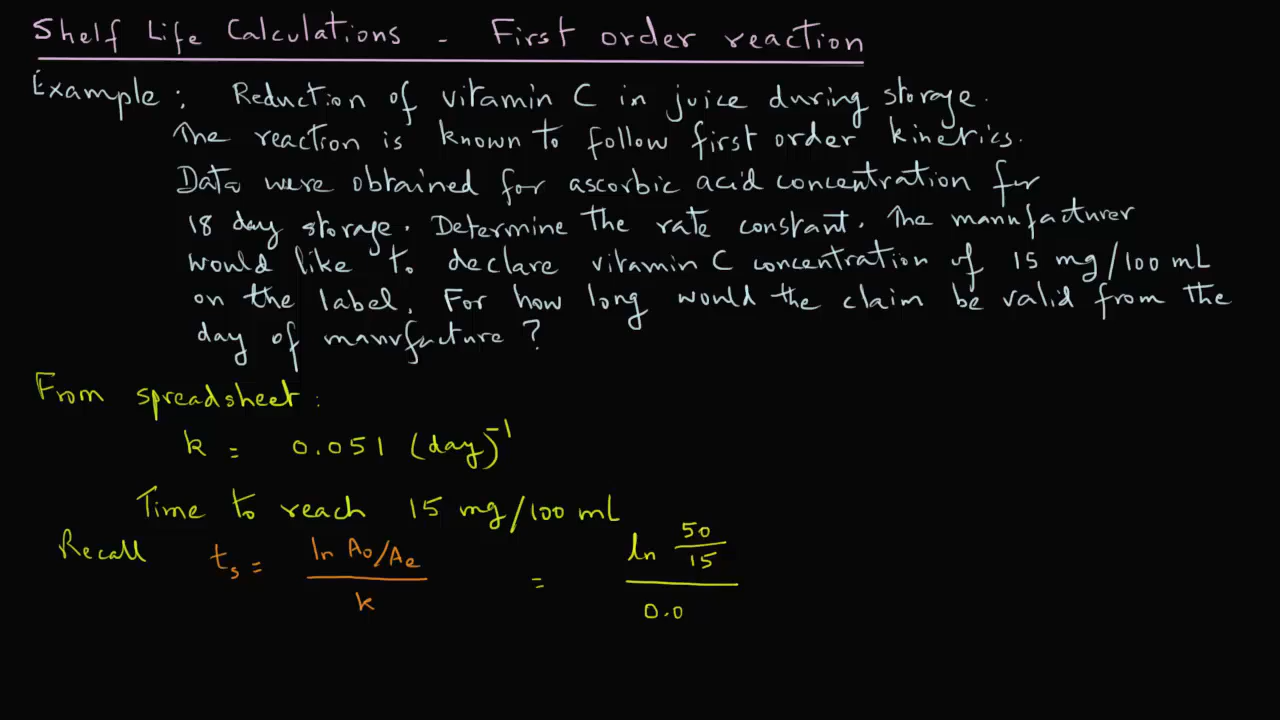 Shelf Life Calculations - First order reaction
Example: Reduction of vitamin C in juice during storage.
The reaction is known to follow first order kinetics.
Data were obtained for ascorbic acid concentration for
18 day storage. Determine the rate constant. The manufacturer
would like to declare vitamin C concentration of 15 mg/100 mL
on the label. For how long would the claim be valid from the
day of manufacture?
From spreadsheet:
k = 0.051 (day)⁻¹
Time to reach 15 mg/100 mL
Recall tₛ = ln A₀/Aₑ / k = ln 50/15 / 0.0